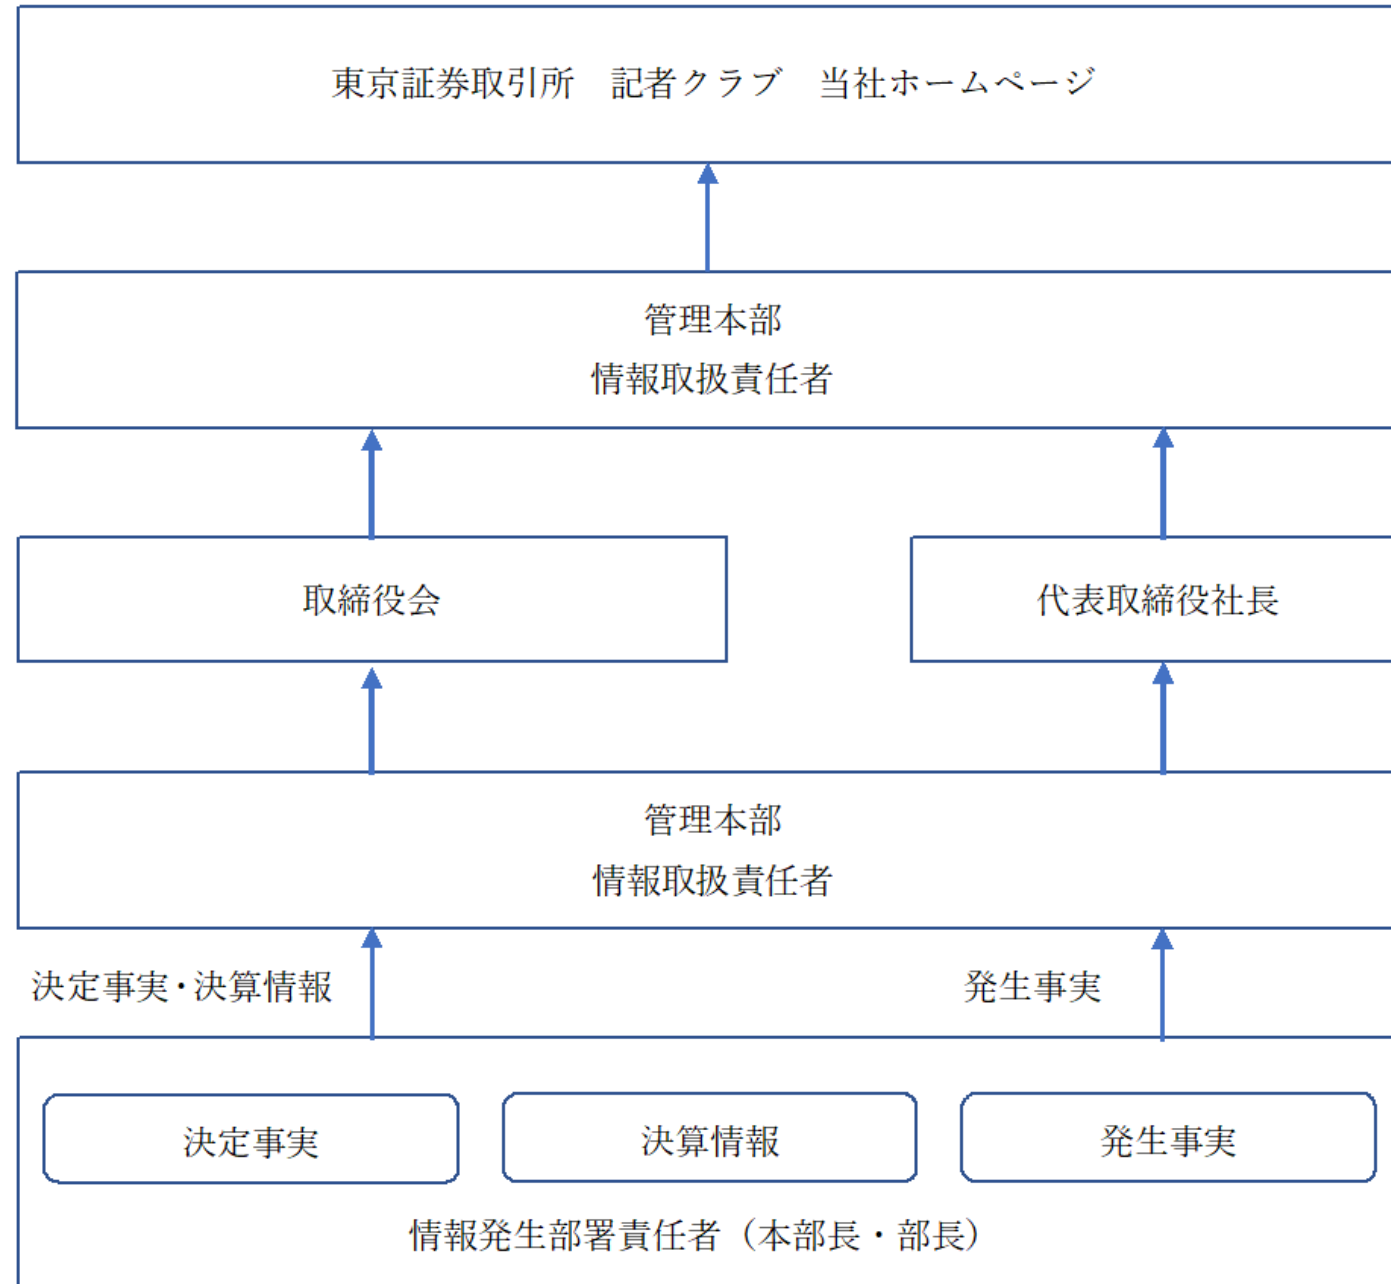 東京証券取引所　記者クラブ　当社ホームページ
管理本部
情報取扱責任者
取締役会
代表取締役社長
管理本部
情報取扱責任者
決定事実・決算情報
発生事実
決定事実
決算情報
発生事実
情報発生部署責任者（本部長・部長）